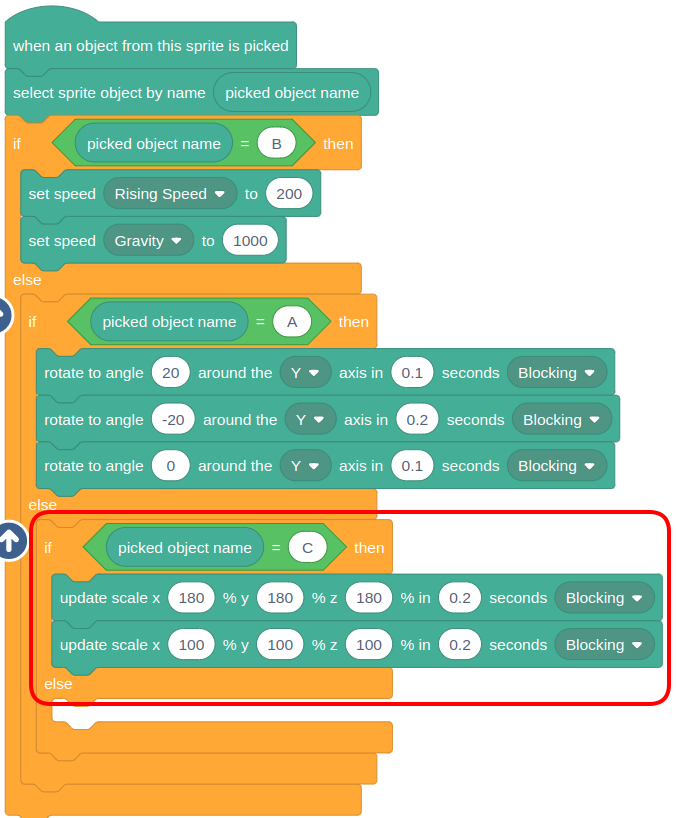 when an object from this sprite is picked
select sprite object by name picked object name
if picked object name = B then
set speed Rising Speed to 200
set speed Gravity to 1000
else
if picked object name = A then
rotate to angle 20 around the Y axis in 0.1 seconds Blocking
rotate to angle -20 around the Y axis in 0.2 seconds Blocking
rotate to angle 0 around the Y axis in 0.1 seconds Blocking
else
if picked object name = C then
update scale x 180 % y 180 % z 180 % in 0.2 seconds Blocking
update scale x 100 % y 100 % z 100 % in 0.2 seconds Blocking
else